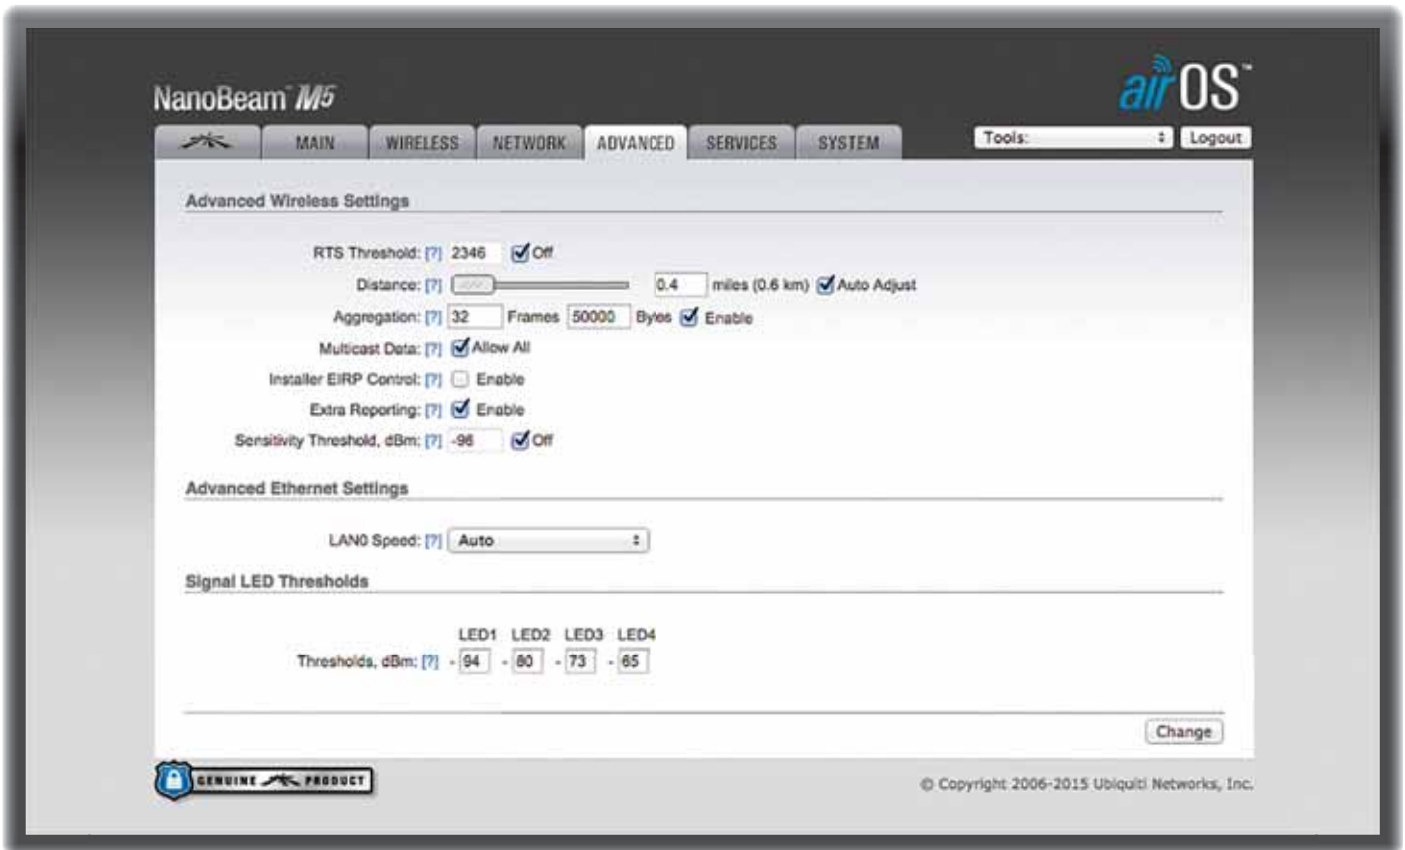 NanoBeam™ M5
airOS™
MAIN WIRELESS NETWORK ADVANCED SERVICES SYSTEM Tools: Logout
Advanced Wireless Settings
RTS Threshold: [?] 2346 Off
Distance: [?] 0.4 miles (0.6 km) Auto Adjust
Aggregation: [?] 32 Frames 50000 Bytes Enable
Multicast Data: [?] Allow All
Installer EIRP Control: [?] Enable
Extra Reporting: [?] Enable
Sensitivity Threshold, dBm: [?] -96 Off
Advanced Ethernet Settings
LAN0 Speed: [?] Auto
Signal LED Thresholds
LED1 LED2 LED3 LED4
Thresholds, dBm: [?] - 94 - 80 - 73 - 65
Change
GENUINE PRODUCT
© Copyright 2006-2015 Ubiquiti Networks, Inc.